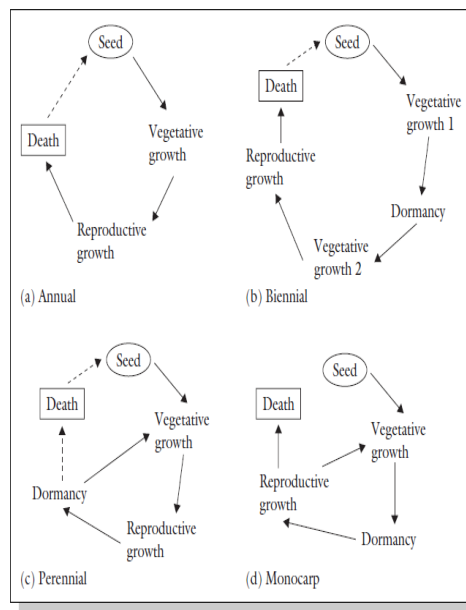 Seed
Death
Vegetative
growth
Reproductive
growth
(a) Annual
Seed
Death
Vegetative
growth 1
Reproductive
growth
Dormancy
Vegetative
growth 2
(b) Biennial
Seed
Death
Vegetative
growth
Dormancy
Reproductive
growth
(c) Perennial
Seed
Death
Vegetative
growth
Reproductive
growth
Dormancy
(d) Monocarp